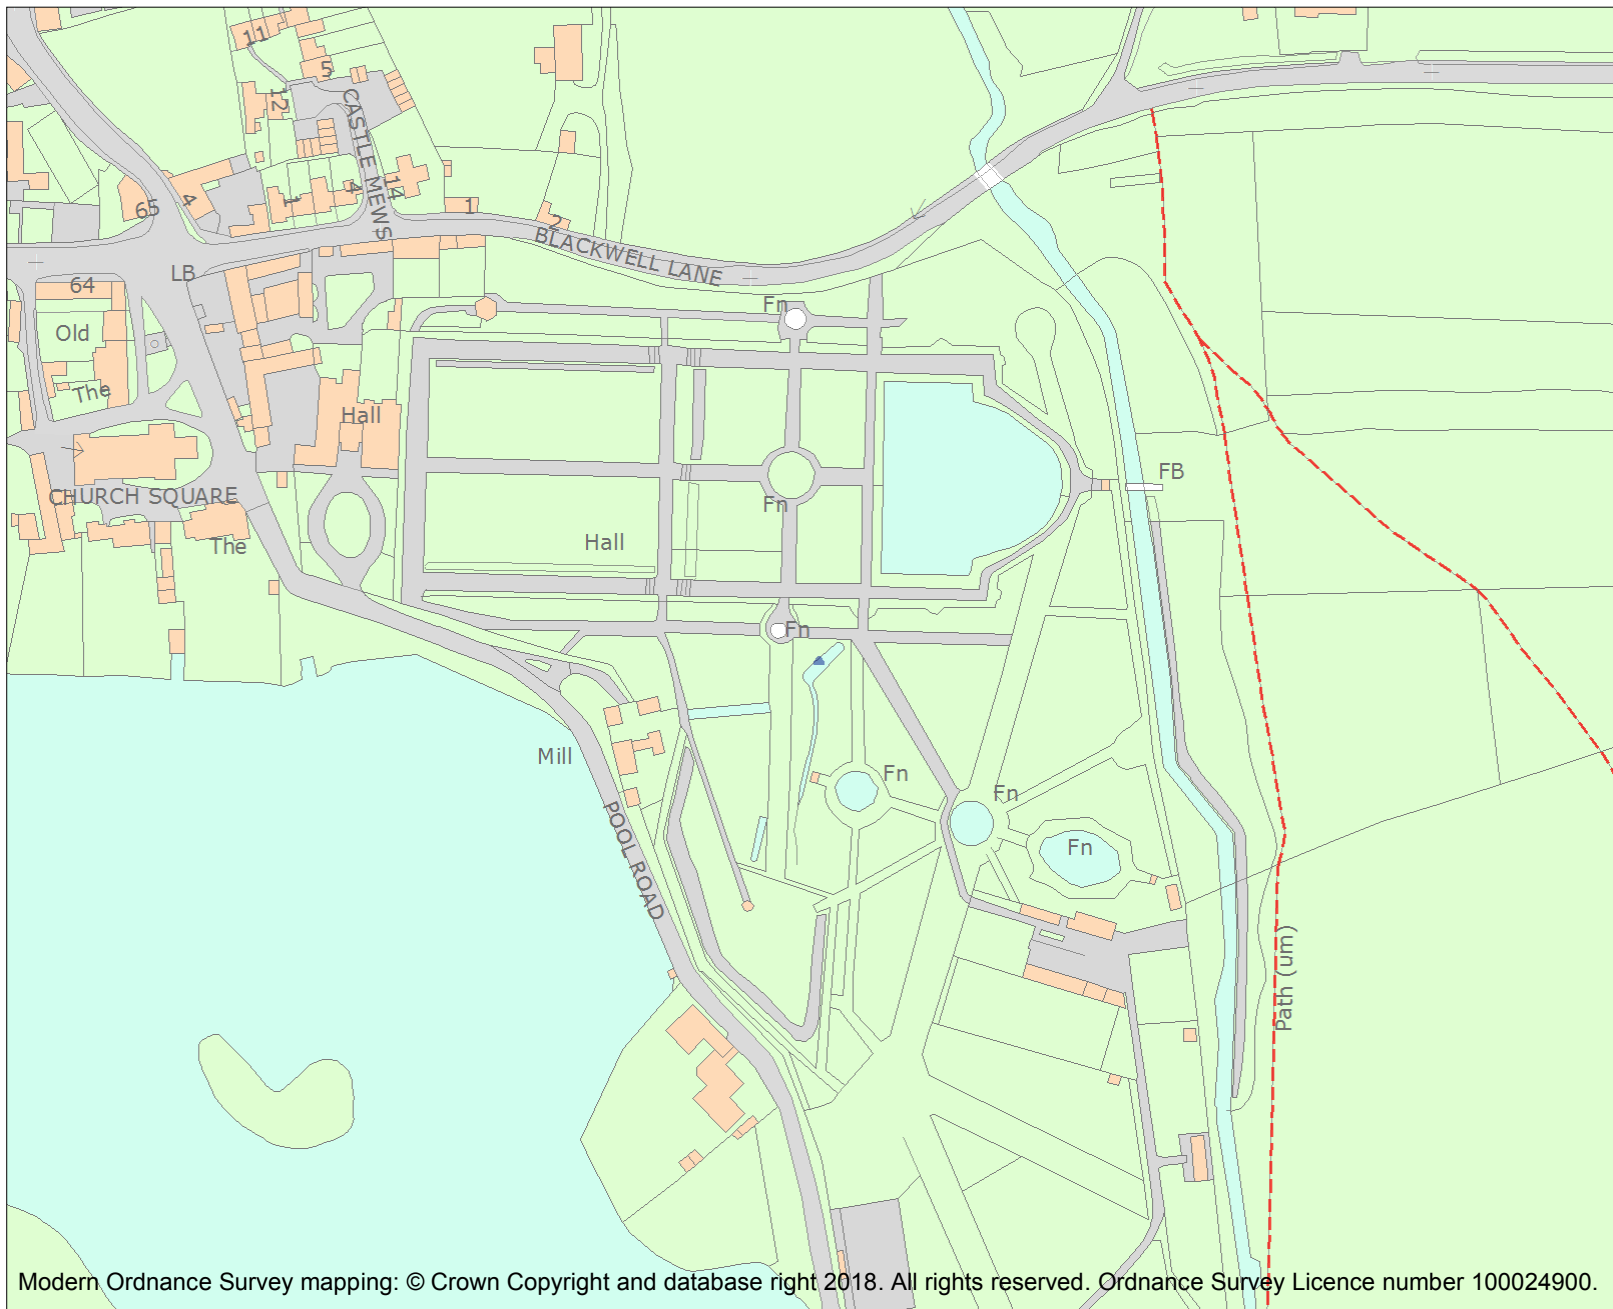 11
5
12
CASTLE MEWS
14
4
1
4
65
1
2
BLACKWELL LANE
LB
64
Fn
Old
The
Hall
FB
CHURCH SQUARE
Fn
The
Hall
Fn
Mill
Fn
Fn
POOL ROAD
Fn
Path (um)
Modern Ordnance Survey mapping: © Crown Copyright and database right 2018. All rights reserved. Ordnance Survey Licence number 100024900.